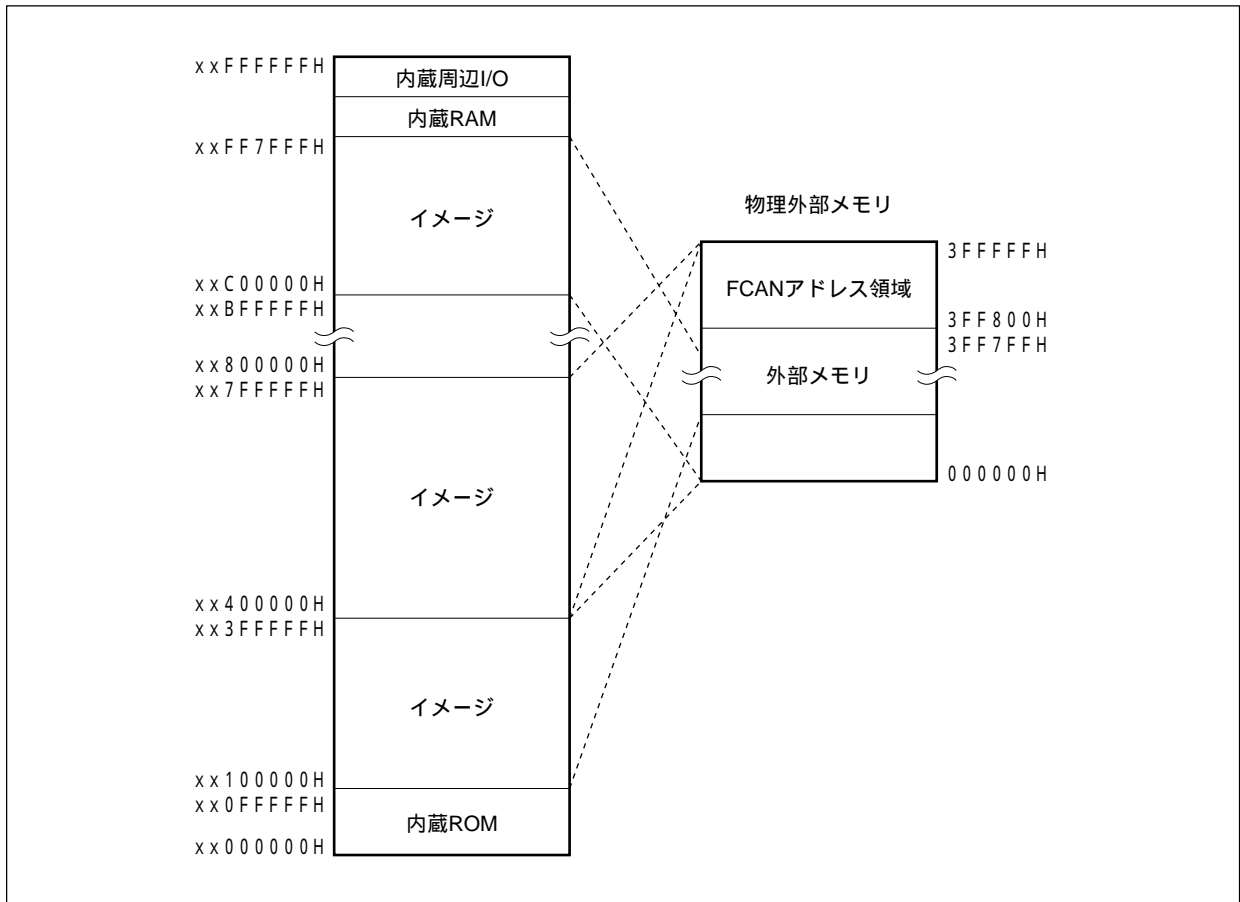 xxFFFFFFH
内蔵周辺I/O
内蔵RAM
xxFF7FFFH
イメージ
xxC00000H
xxBFFFFFH
xx800000H
xx7FFFFFH
イメージ
xx400000H
xx3FFFFFH
イメージ
xx100000H
xx0FFFFFH
内蔵ROM
xx000000H
物理外部メモリ
3FFFFFH
FCANアドレス領域
3FF800H
3FF7FFH
外部メモリ
000000H